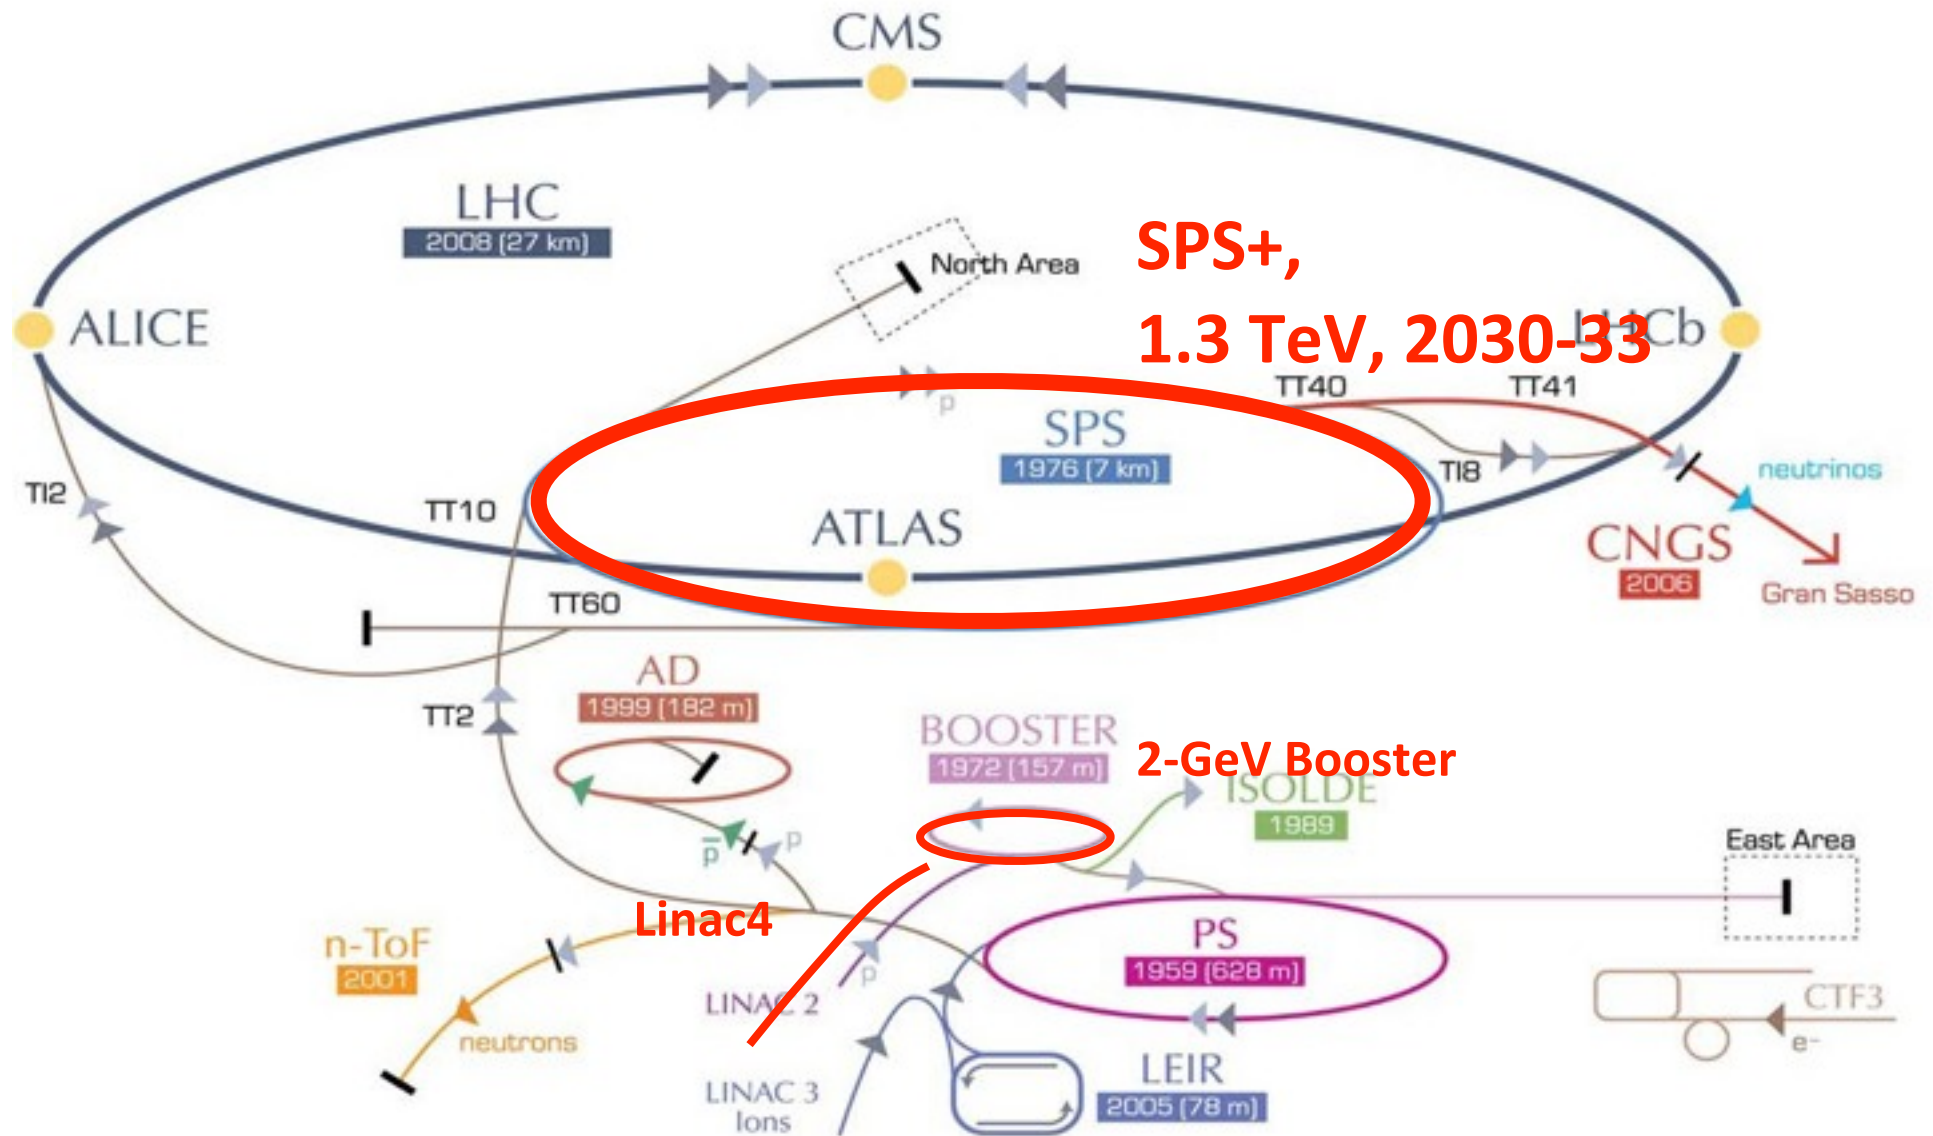 CMS
LHC
2008 (27 km)
North Area
SPS+,
1.3 TeV, 2030-33
LHCb
ALICE
p
TT40
TT41
SPS
1976 (7 km)
TI8
neutrinos
TI2
TT10
ATLAS
CNGS
2006
Gran Sasso
TT60
AD
1999 (182 m)
TT2
BOOSTER
1972 (157 m)
2-GeV Booster
ISOLDE
1989
p̅
p
East Area
Linac4
n-ToF
2001
PS
1959 (628 m)
p
LINAC 2
CTF3
neutrons
e-
LINAC 3
Ions
LEIR
2005 (78 m)